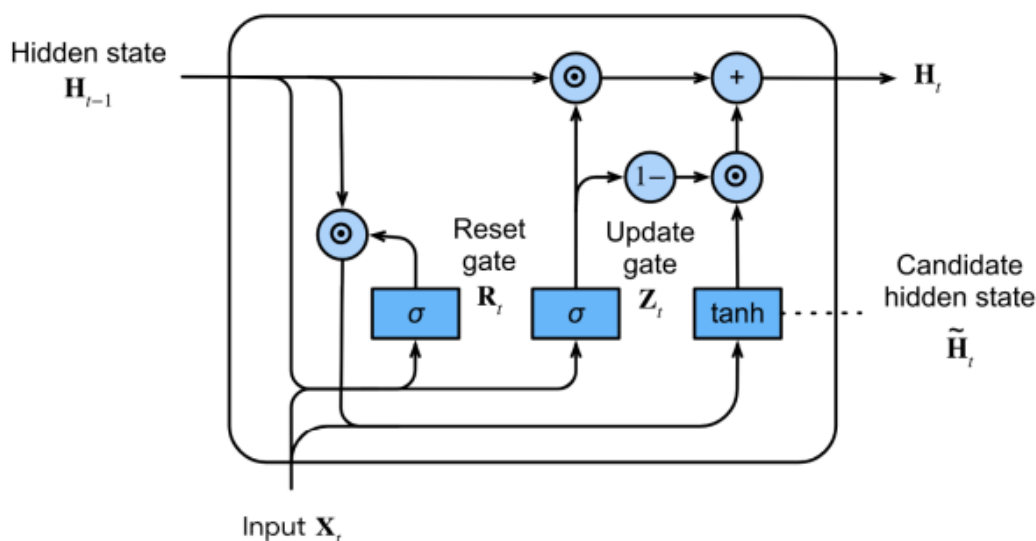 Hidden state
H_{t−1}
H_t
+
1−
Reset
gate
R_t
Update
gate
Z_t
Candidate
hidden state
H̃_t
σ
σ
tanh
Input X_t